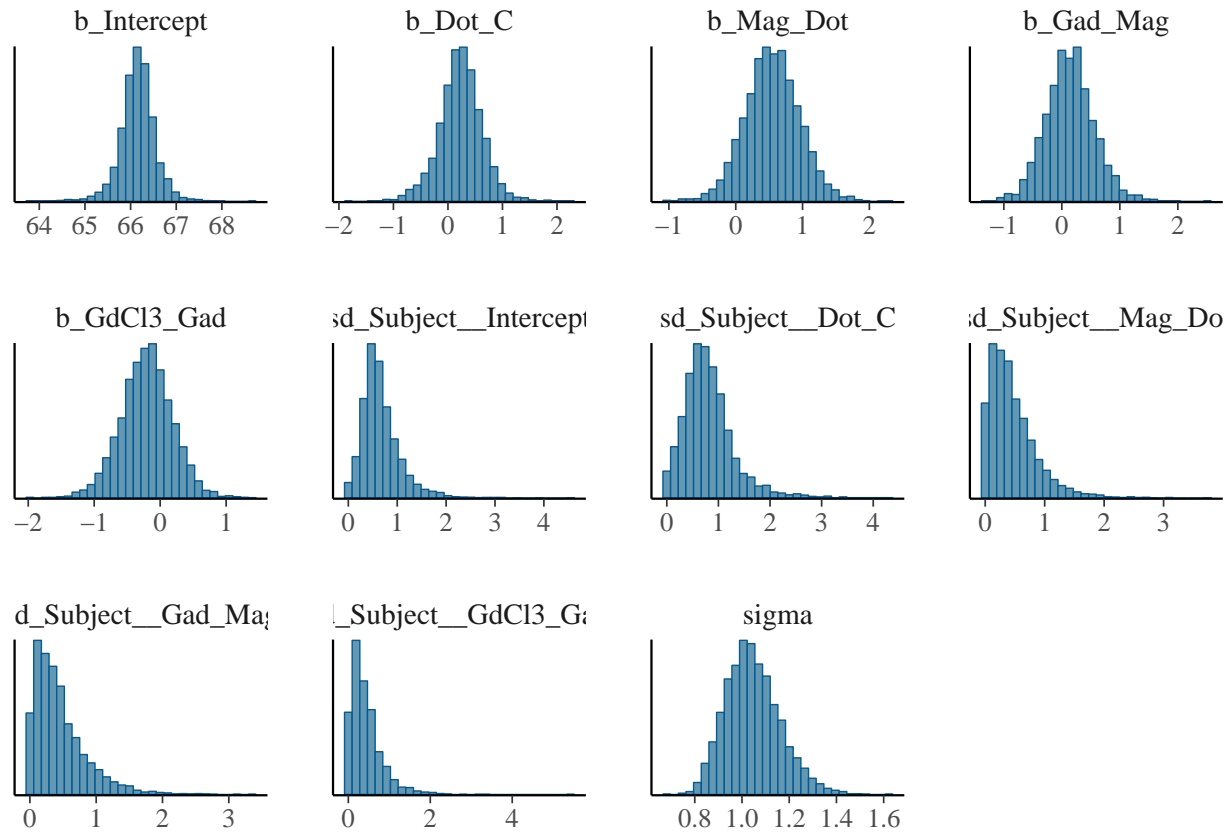 b_Intercept
b_Dot_C
b_Mag_Dot
b_Gad_Mag
64 65 66 67 68
−2 −1 0 1 2
−1 0 1 2
−1 0 1 2
b_GdCl3_Gad
sd_Subject__Intercept
sd_Subject__Dot_C
sd_Subject__Mag_Do
−2 −1 0 1
0 1 2 3 4
0 1 2 3 4
0 1 2 3
d_Subject__Gad_Mag
_Subject__GdCl3_Ga
sigma
0 1 2 3
0 2 4
0.8 1.0 1.2 1.4 1.6